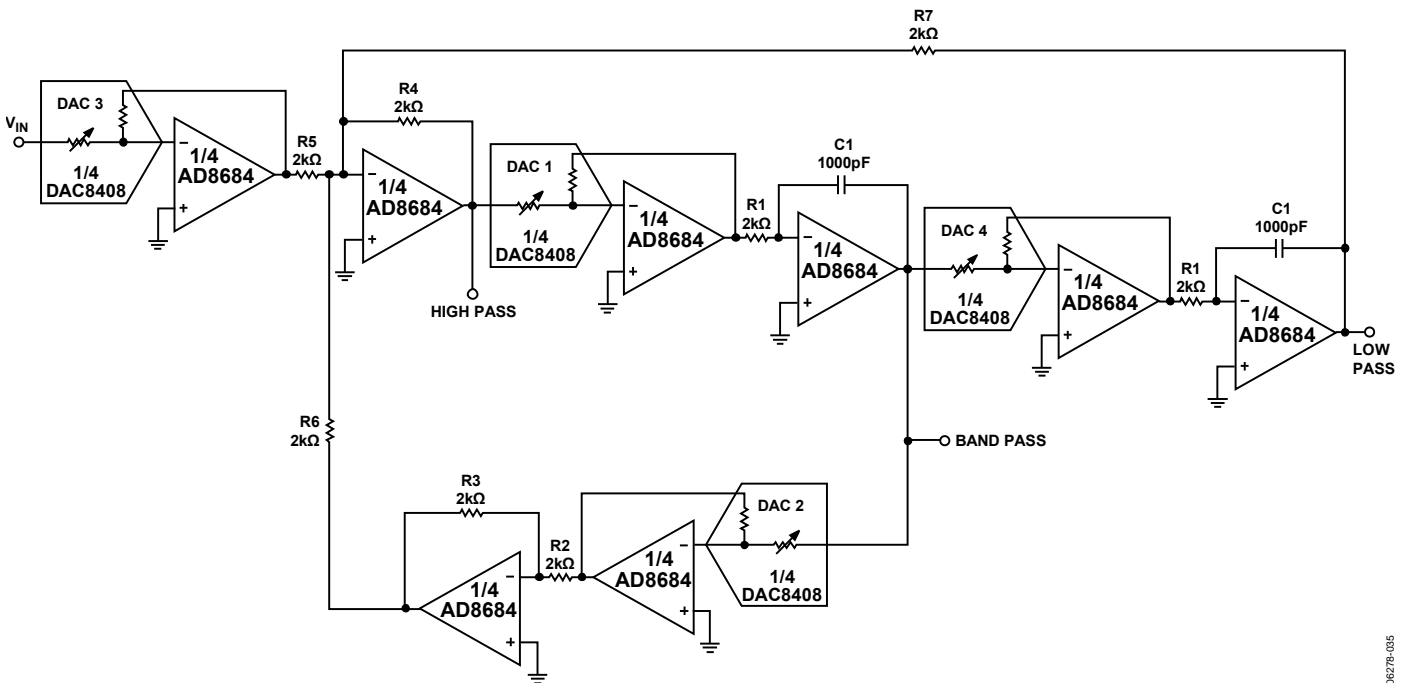 R7
2kΩ
DAC 3
VIN
1/4
DAC8408
1/4
AD8684
−
+
R5
2kΩ
R4
2kΩ
−
1/4
AD8684
+
HIGH PASS
DAC 1
1/4
DAC8408
−
1/4
AD8684
+
R1
2kΩ
C1
1000pF
−
1/4
AD8684
+
DAC 4
1/4
DAC8408
−
1/4
AD8684
+
R1
2kΩ
C1
1000pF
−
1/4
AD8684
+
LOW
PASS
R6
2kΩ
BAND PASS
R3
2kΩ
−
1/4
AD8684
+
R2
2kΩ
−
1/4
AD8684
+
DAC 2
1/4
DAC8408
06278-035